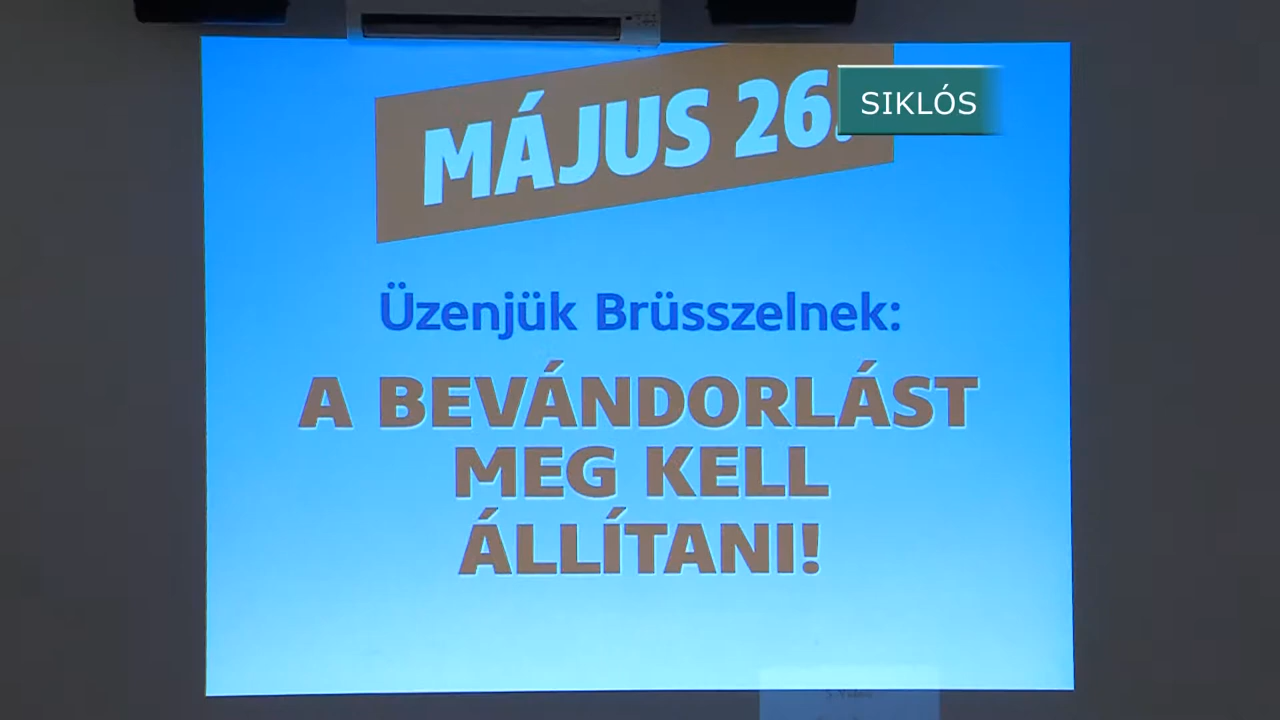 MÁJUS 26.
SIKLÓS
Üzenjük Brüsszelnek:
A BEVÁNDORLÁST
MEG KELL
ÁLLÍTANI!